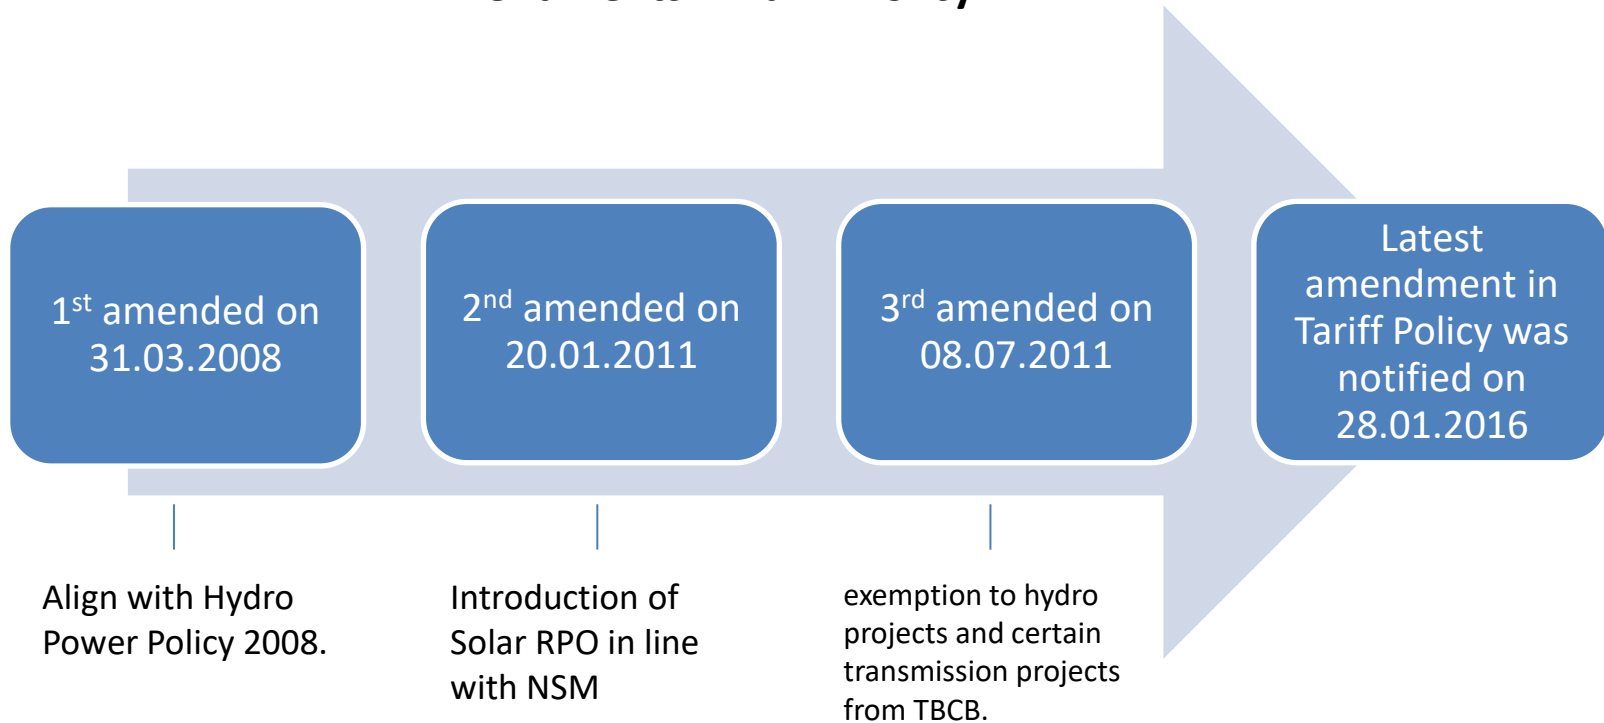 1st amended on
31.03.2008
2nd amended on
20.01.2011
3rd amended on
08.07.2011
Latest
amendment in
Tariff Policy was
notified on
28.01.2016
Align with Hydro
Power Policy 2008.
Introduction of
Solar RPO in line
with NSM
exemption to hydro
projects and certain
transmission projects
from TBCB.